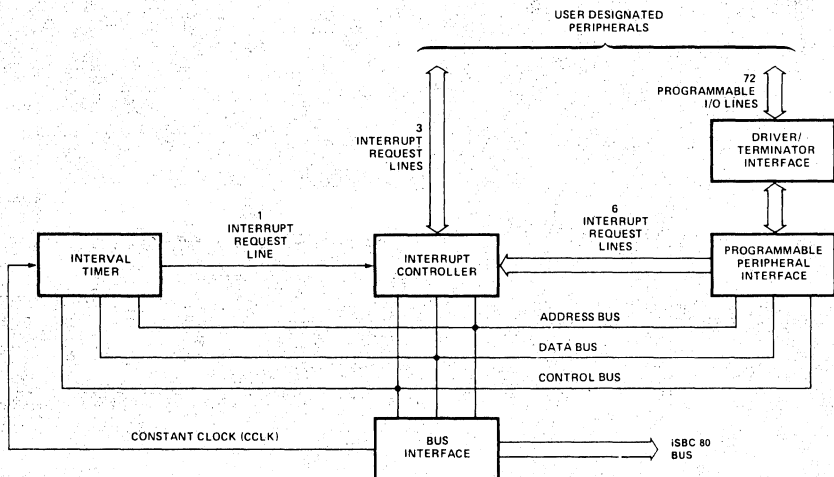 USER DESIGNATED
PERIPHERALS
72
PROGRAMMABLE
I/O LINES
3
INTERRUPT
REQUEST
LINES
DRIVER/
TERMINATOR
INTERFACE
1
INTERRUPT
REQUEST
LINE
6
INTERRUPT
REQUEST
LINES
INTERVAL
TIMER
INTERRUPT
CONTROLLER
PROGRAMMABLE
PERIPHERAL
INTERFACE
ADDRESS BUS
DATA BUS
CONTROL BUS
CONSTANT CLOCK (CCLK)
BUS
INTERFACE
iSBC 80
BUS